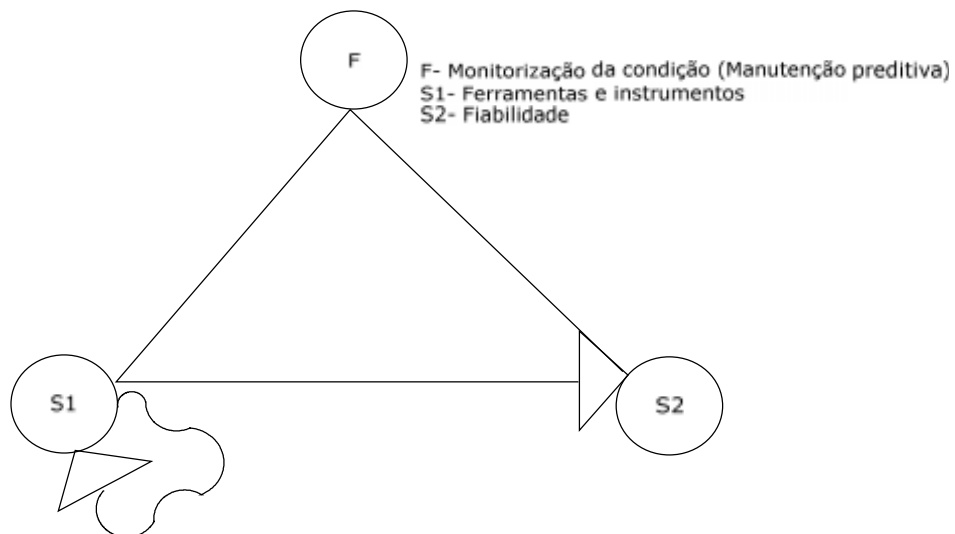 F
F- Monitorização da condição (Manutenção preditiva)
S1- Ferramentas e instrumentos
S2- Fiabilidade
S1
S2